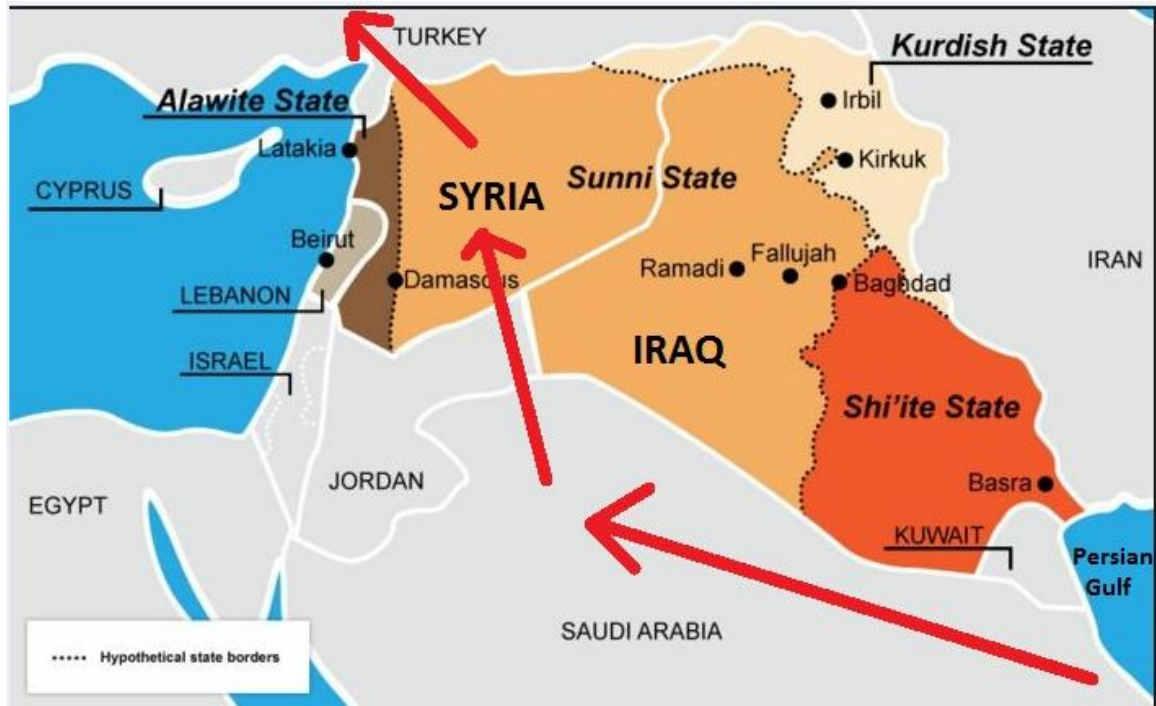 TURKEY
Kurdish State
Alawite State
Irbil
Latakia
Kirkuk
CYPRUS
SYRIA
Sunni State
Beirut
Ramadi
Fallujah
IRAN
Damascus
Baghdad
LEBANON
ISRAEL
IRAQ
Shi'ite State
JORDAN
Basra
EGYPT
KUWAIT
Persian
Gulf
SAUDI ARABIA
Hypothetical state borders